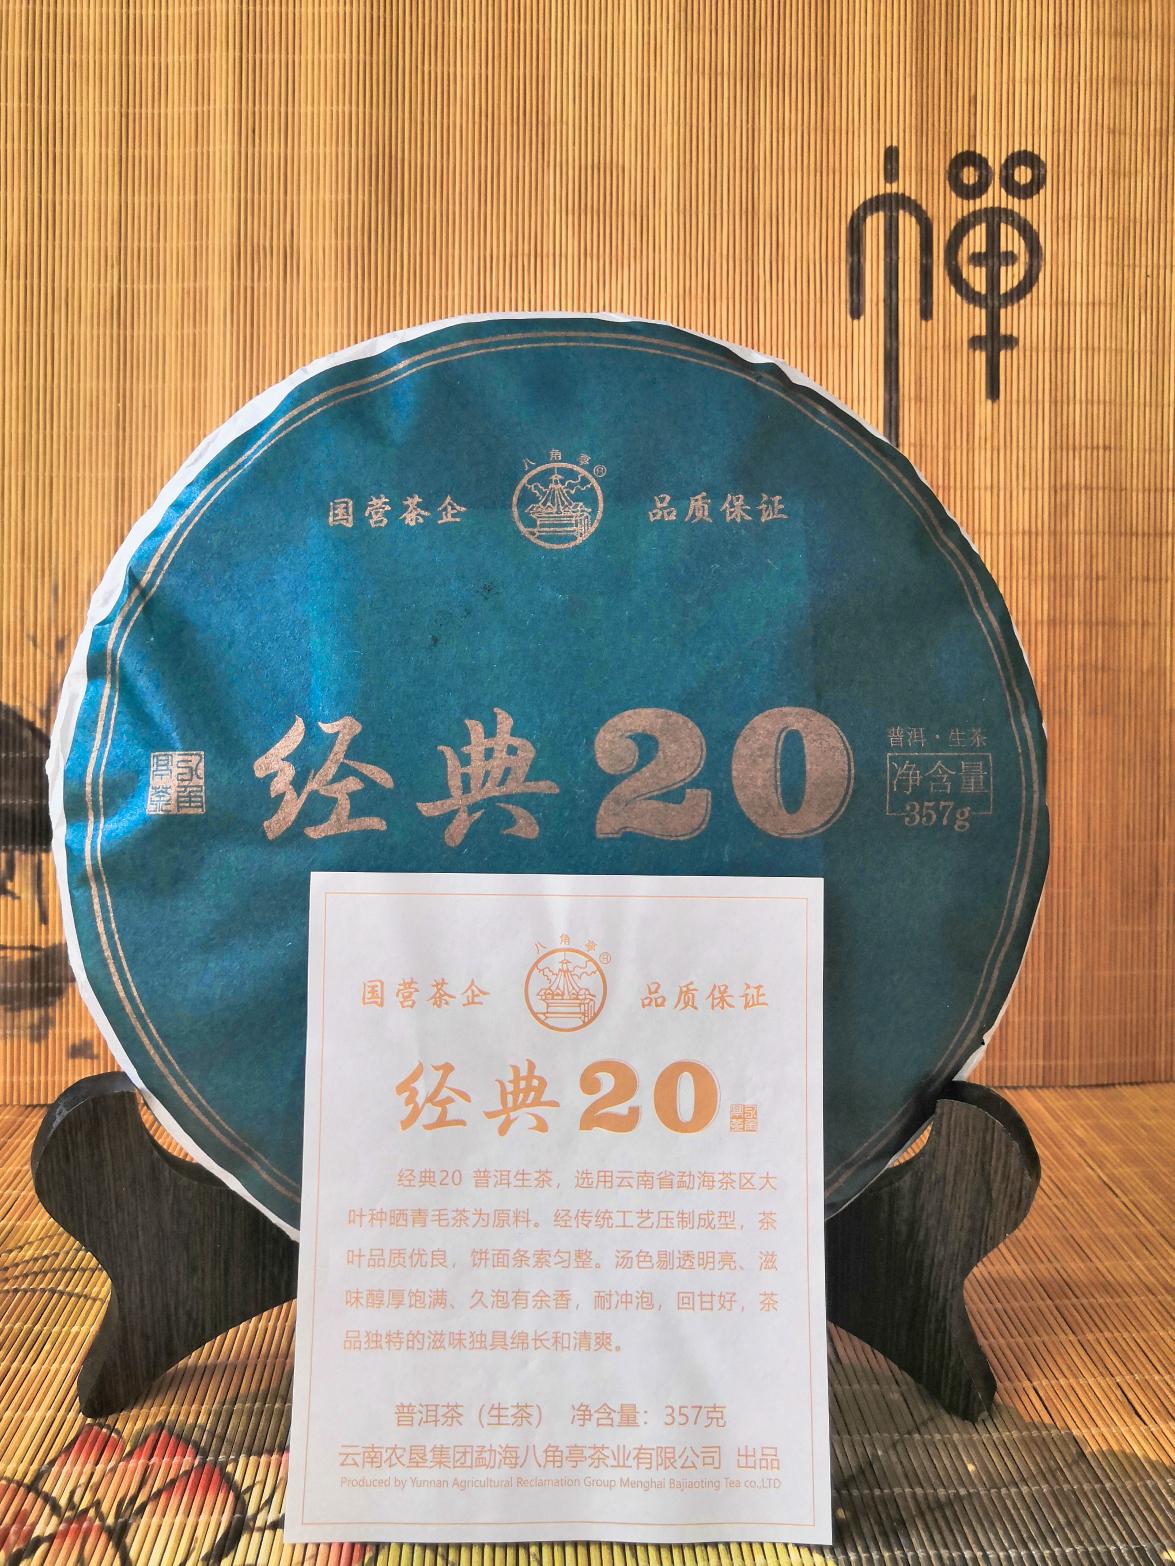 禅
八角亭®
国营茶企 品质保证
经典20
普洱·生茶
净含量
357g
八角亭®
国营茶企 品质保证
经典20
经典20 普洱生茶，选用云南省勐海茶区大
叶种晒青毛茶为原料。经传统工艺压制成型，茶
叶品质优良，饼面条索匀整。汤色剔透明亮、滋
味醇厚饱满、久泡有余香，耐冲泡，回甘好，茶
品独特的滋味独具绵长和清爽。
普洱茶（生茶） 净含量：357克
云南农垦集团勐海八角亭茶业有限公司 出品
Produced by Yunnan Agricultural Reclamation Group Menghai Bajiaoting Tea co.,LTD